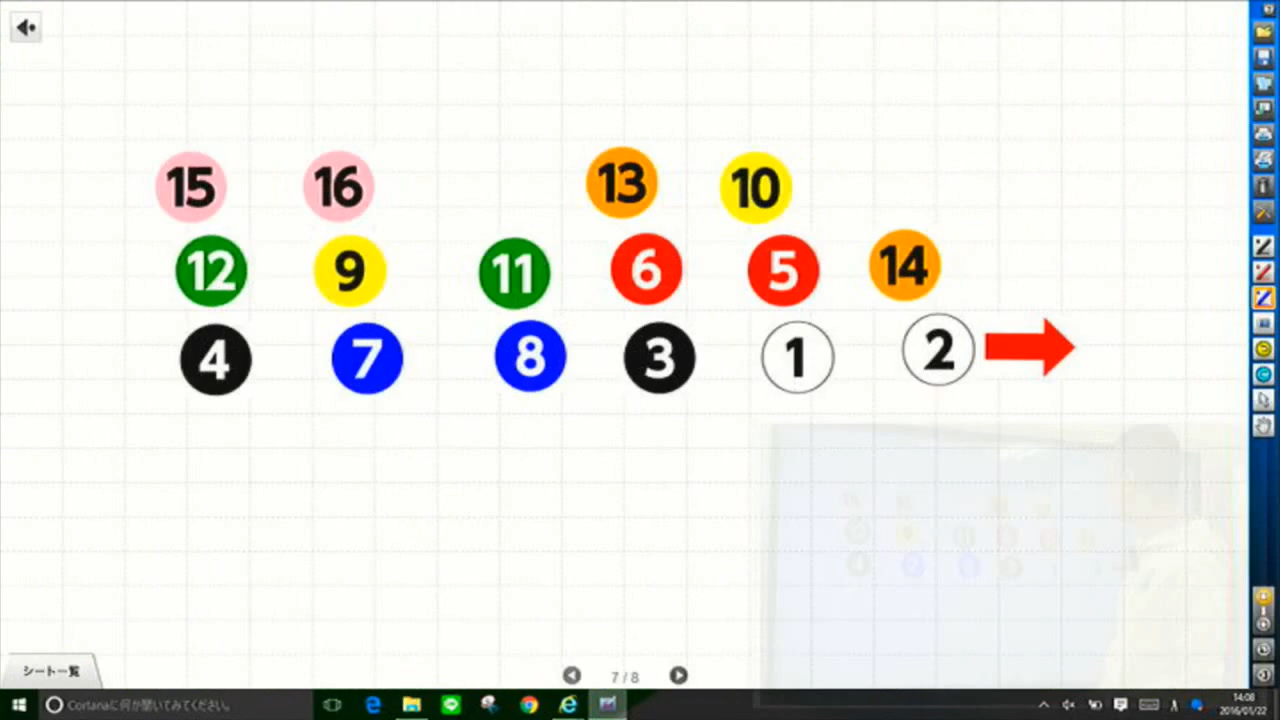 15 16 13 10
12 9 11 6 5 14
4 7 8 3 1 2
シート一覧
7 / 8
Cortanaに何か聞いてみてください。
14:08
2016/01/22